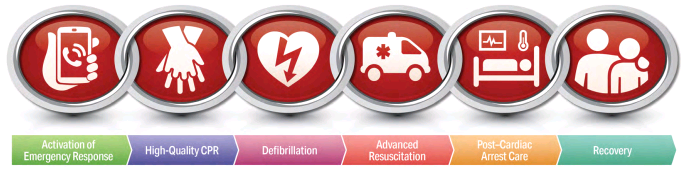 Activation of
Emergency Response
High-Quality CPR
Defibrillation
Advanced
Resuscitation
Post-Cardiac
Arrest Care
Recovery